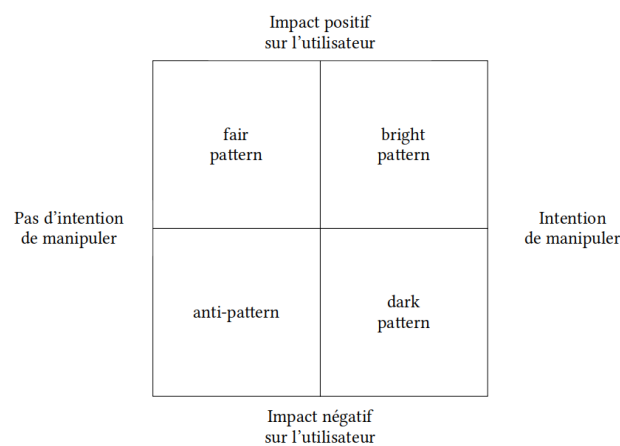 Impact positif
sur l'utilisateur
fair
pattern
bright
pattern
Pas d'intention
de manipuler
Intention
de manipuler
anti-pattern
dark
pattern
Impact négatif
sur l'utilisateur